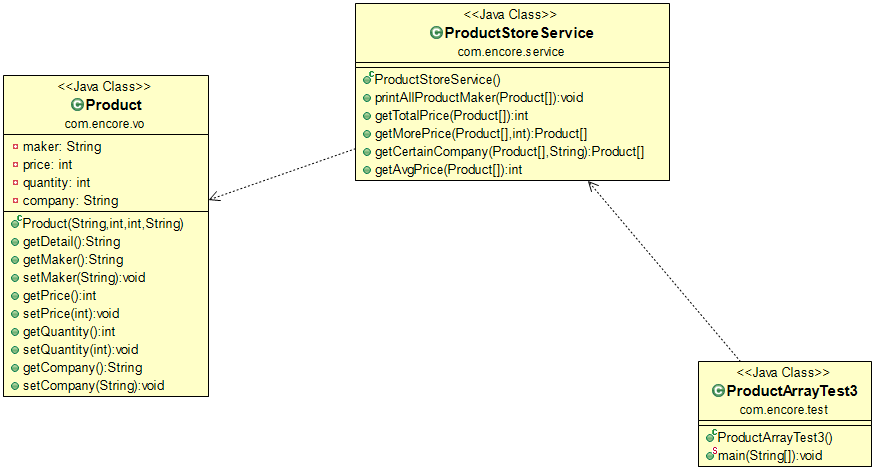 <<Java Class>>
Product
com.encore.vo
maker: String
price: int
quantity: int
company: String
Product(String,int,int,String)
getDetail():String
getMaker():String
setMaker(String):void
getPrice():int
setPrice(int):void
getQuantity():int
setQuantity(int):void
getCompany():String
setCompany(String):void
<<Java Class>>
ProductStoreService
com.encore.service
ProductStoreService()
printAllProductMaker(Product[]):void
getTotalPrice(Product[]):int
getMorePrice(Product[],int):Product[]
getCertainCompany(Product[],String):Product[]
getAvgPrice(Product[]):int
<<Java Class>>
ProductArrayTest3
com.encore.test
ProductArrayTest3()
main(String[]):void